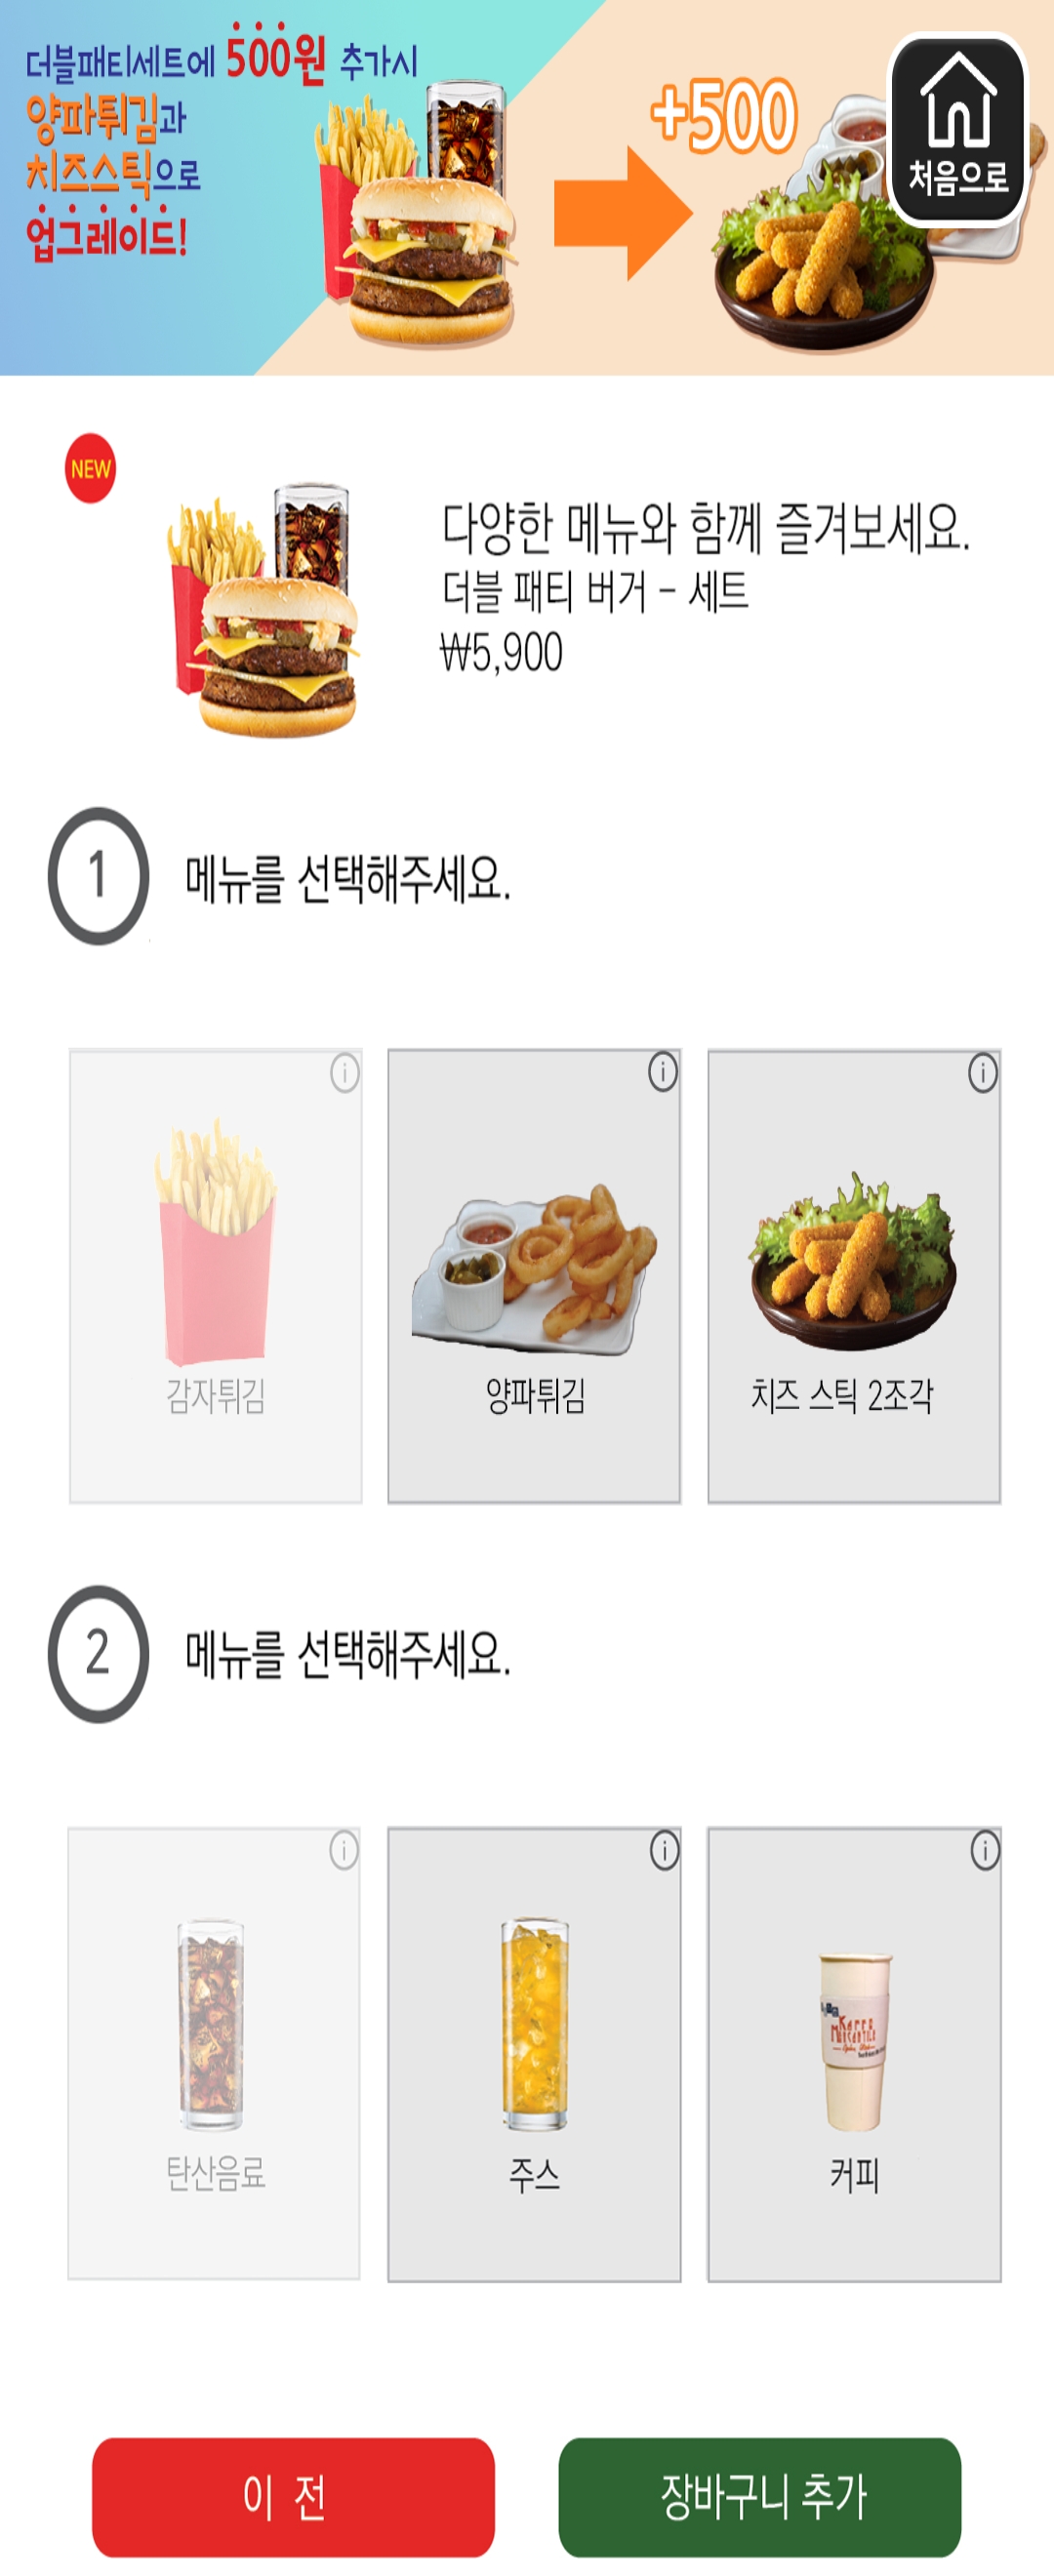 더블패티세트에 500원 추가시
양파튀김과
치즈스틱으로
업그레이드!
+500
처음으로
NEW
다양한 메뉴와 함께 즐겨보세요.
더블 패티 버거 - 세트
₩5,900
1 메뉴를 선택해주세요.
i
i
i
감자튀김
양파튀김
치즈 스틱 2조각
2 메뉴를 선택해주세요.
i
i
i
탄산음료
주스
커피
이 전
장바구니 추가